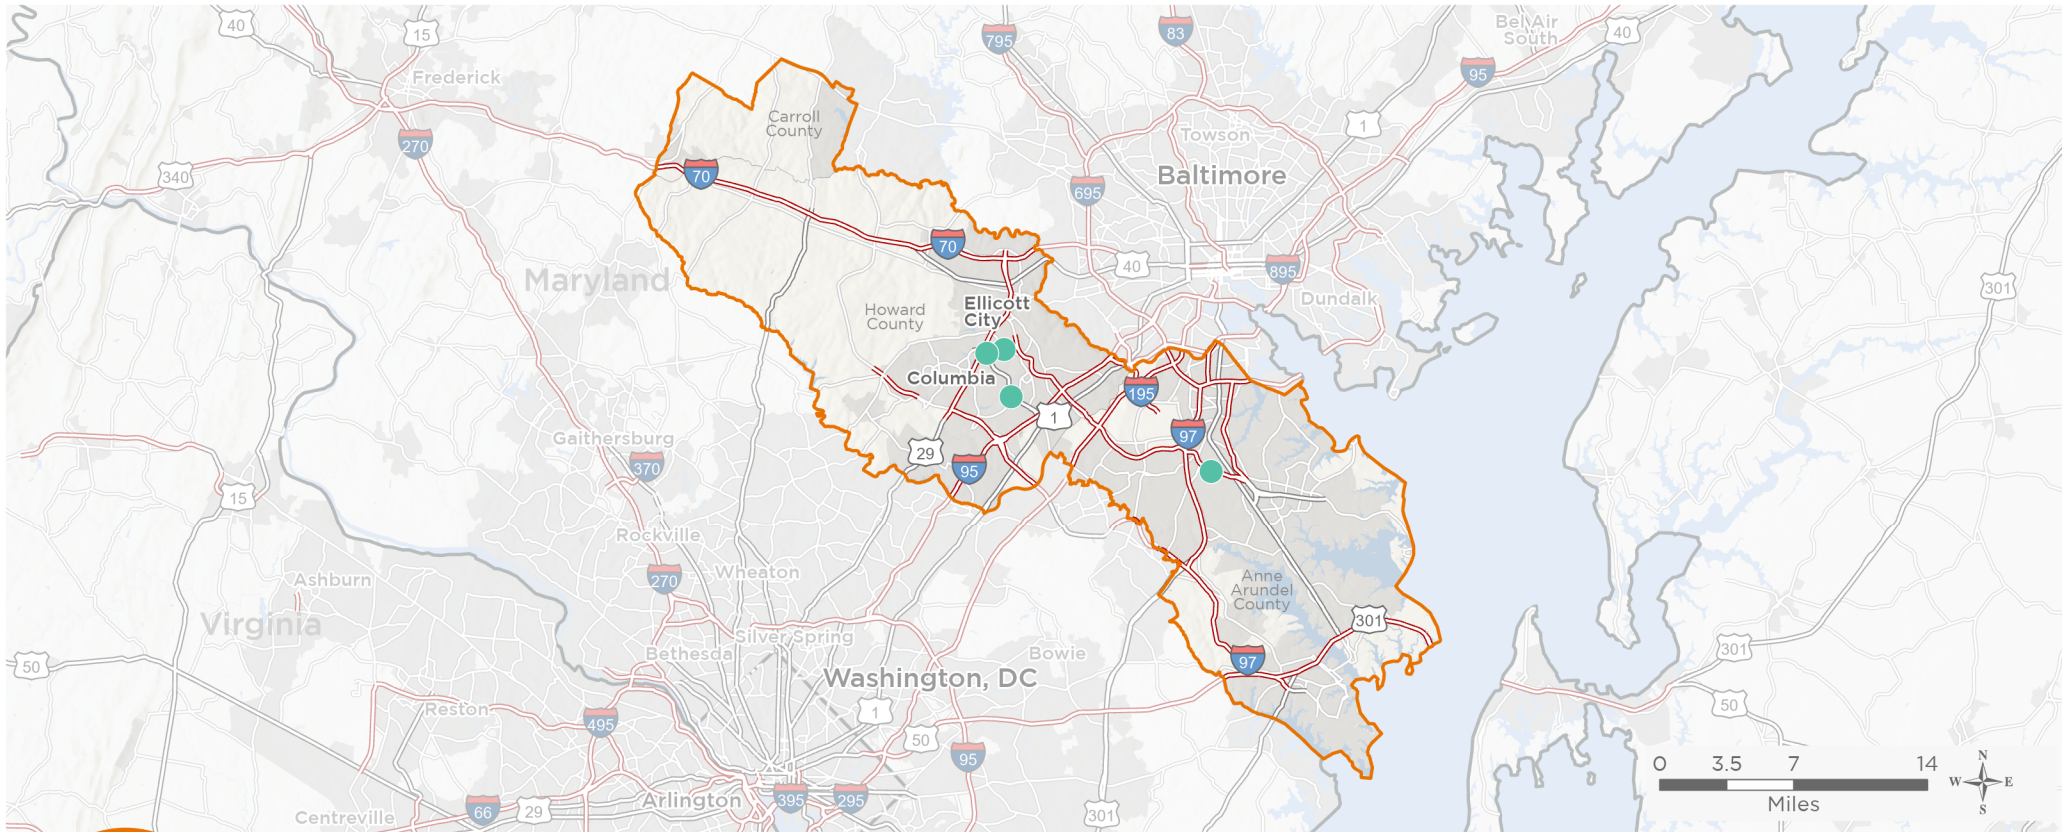 40
15
795
83
Bel Air
South
40
Frederick
95
270
Carroll
County
Towson
1
340
70
Baltimore
695
70
40
895
Maryland
301
Dundalk
Howard
County
Ellicott
City
Columbia
195
1
97
Gaithersburg
370
29
95
15
Rockville
270
Wheaton
Ashburn
Anne
Arundel
County
Virginia
301
Silver Spring
50
Bethesda
Bowie
97
301
Washington, DC
Reston
1
50
495
50
95
0 3.5 7 14
Miles
N
W E
S
Arlington
395
295
66
29
Centreville
301